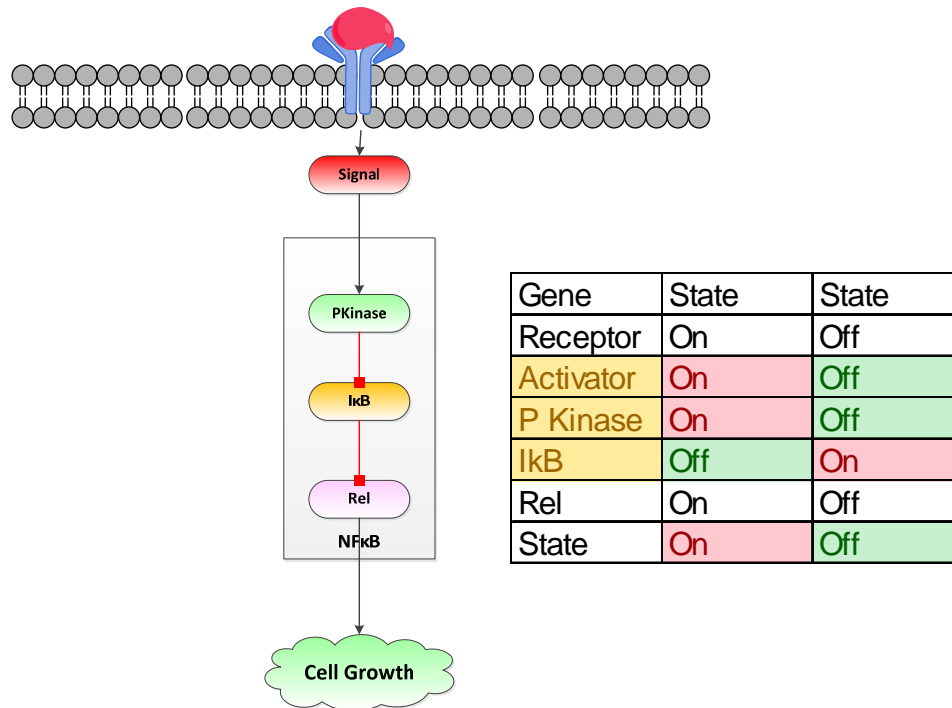 Signal
PKinase
IκB
Rel
NFκB
Cell Growth
Gene State State
Receptor On Off
Activator On Off
P Kinase On Off
IkB Off On
Rel On Off
State On Off